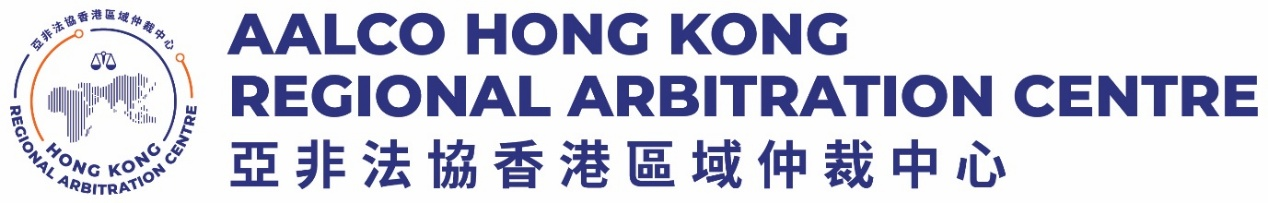 亞非法協香港區域仲裁中心
HONG KONG
REGIONAL ARBITRATION CENTRE
AALCO HONG KONG
REGIONAL ARBITRATION CENTRE
亞非法協香港區域仲裁中心